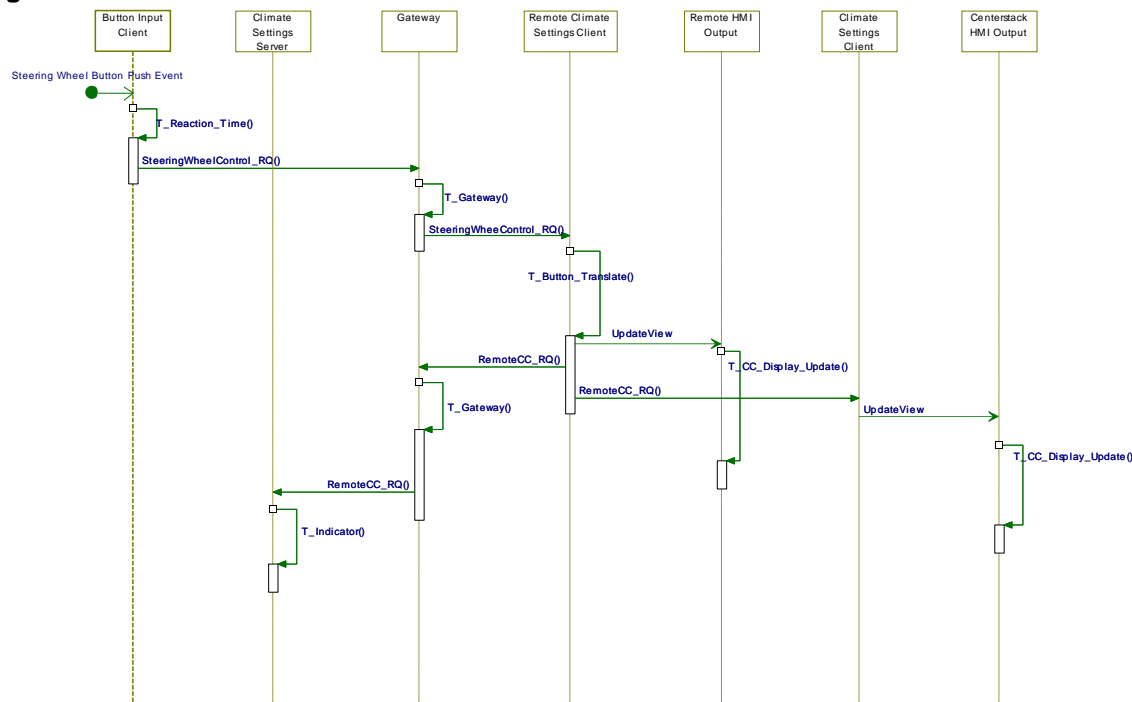 Button Input
Client
Climate
Settings
Server
Gateway
Remote Climate
Settings Client
Remote HMI
Output
Climate
Settings
Client
Centerstack
HMI Output
Steering Wheel Button Push Event
T_Reaction_Time()
SteeringWheelControl_RQ()
T_Gateway()
SteeringWheeControl_RQ()
T_Button_Translate()
UpdateView
RemoteCC_RQ()
T_CC_Display_Update()
RemoteCC_RQ()
T_Gateway()
UpdateView
T_CC_Display_Update()
RemoteCC_RQ()
T_Indicator()